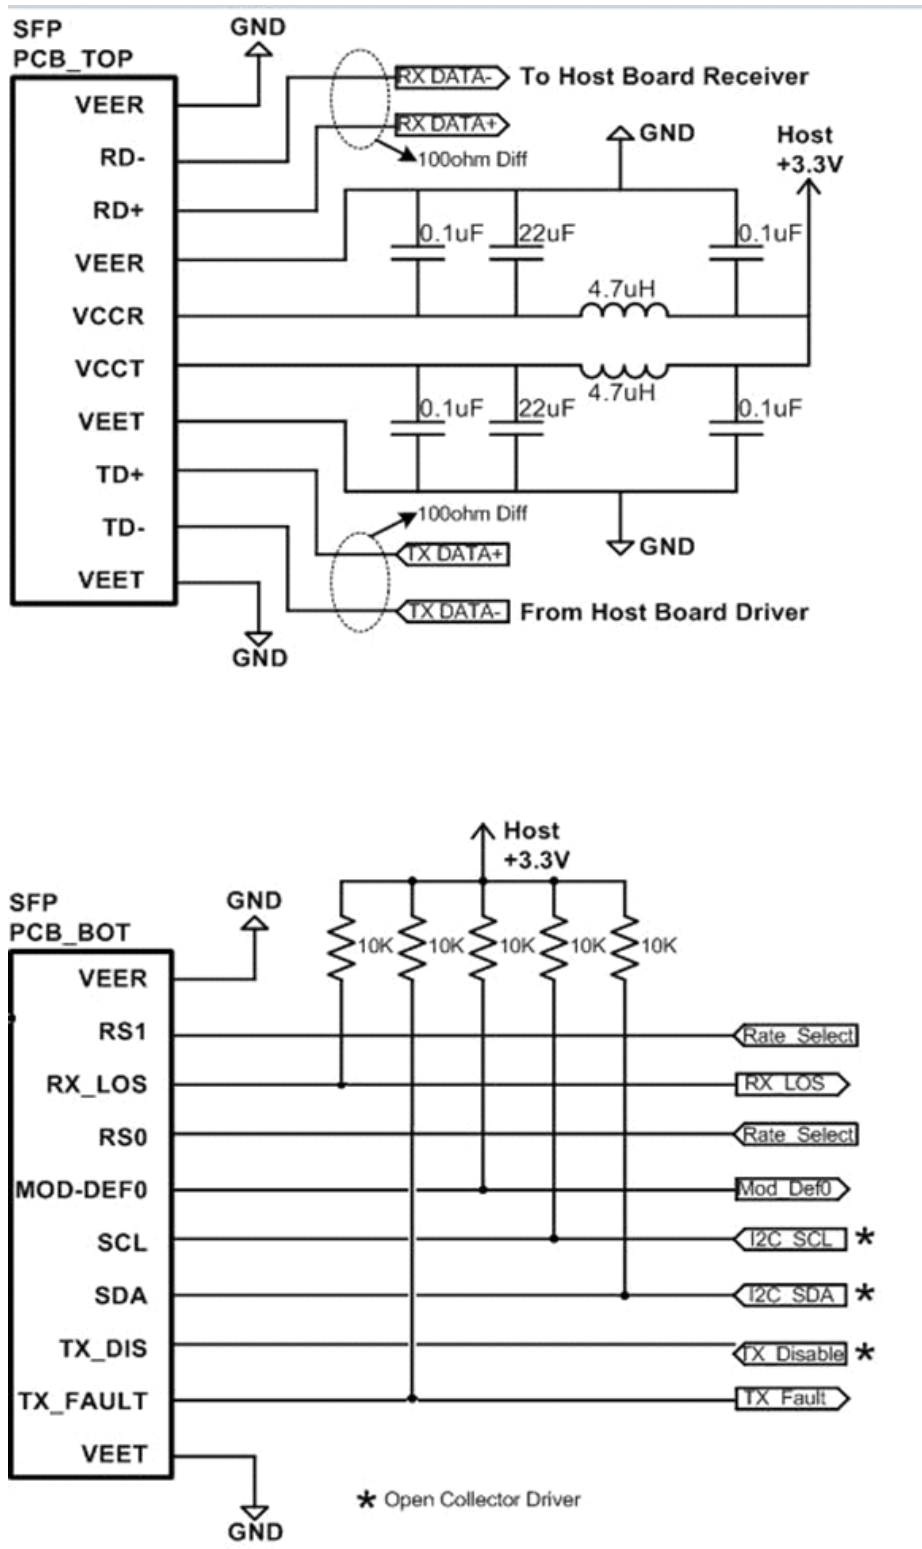 SFP
PCB_TOP
GND
VEER
RD-
RD+
VEER
VCCR
VCCT
VEET
TD+
TD-
VEET
RX DATA-
To Host Board Receiver
RX DATA+
100ohm Diff
GND
Host
+3.3V
0.1uF
22uF
0.1uF
4.7uH
4.7uH
0.1uF
22uF
0.1uF
100ohm Diff
GND
TX DATA+
TX DATA-
From Host Board Driver
GND
Host
+3.3V
SFP
PCB_BOT
GND
10K
10K
10K
10K
10K
VEER
RS1
Rate Select
RX_LOS
RX_LOS
RS0
Rate Select
MOD-DEF0
Mod_Def0
SCL
I2C_SCL *
SDA
I2C_SDA *
TX_DIS
TX_Disable *
TX_FAULT
TX_Fault
VEET
GND
* Open Collector Driver